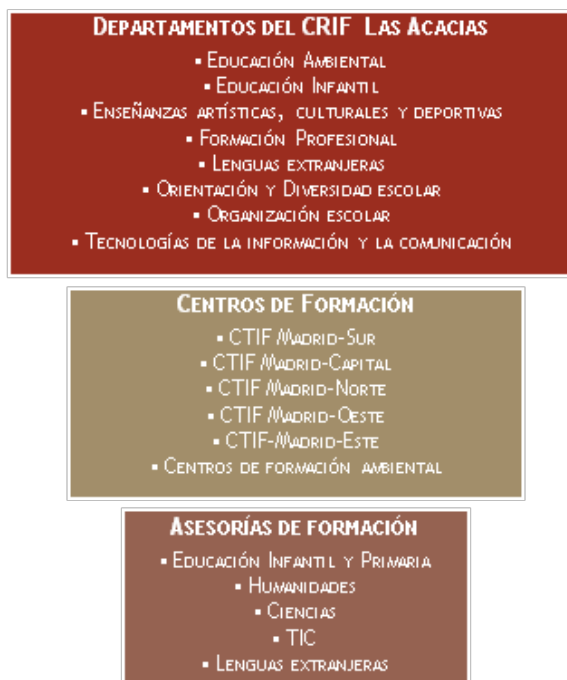 Departamentos del CRIF Las Acacias
▪ Educación Ambiental
▪ Educación Infantil
▪ Enseñanzas artísticas, culturales y deportivas
▪ Formación Profesional
▪ Lenguas extranjeras
▪ Orientación y Diversidad escolar
▪ Organización escolar
▪ Tecnologías de la información y la comunicación
Centros de Formación
▪ CTIF Madrid-Sur
▪ CTIF Madrid-Capital
▪ CTIF Madrid-Norte
▪ CTIF Madrid-Oeste
▪ CTIF-Madrid-Este
▪ Centros de formación ambiental
Asesorías de formación
▪ Educación Infantil y Primaria
▪ Humanidades
▪ Ciencias
▪ TIC
▪ Lenguas extranjeras